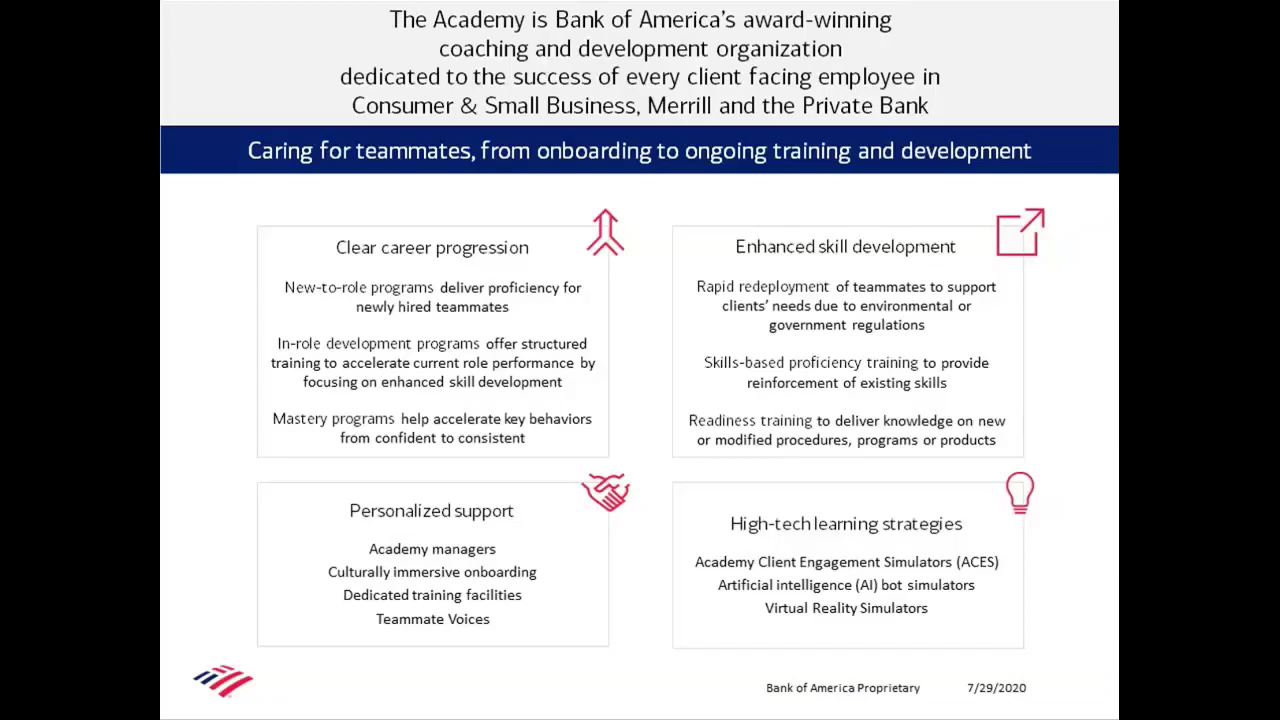 The Academy is Bank of America's award-winning
coaching and development organization
dedicated to the success of every client facing employee in
Consumer & Small Business, Merrill and the Private Bank
Caring for teammates, from onboarding to ongoing training and development
Clear career progression
New-to-role programs deliver proficiency for
newly hired teammates
In-role development programs offer structured
training to accelerate current role performance by
focusing on enhanced skill development
Mastery programs help accelerate key behaviors
from confident to consistent
Enhanced skill development
Rapid redeployment of teammates to support
clients' needs due to environmental or
government regulations
Skills-based proficiency training to provide
reinforcement of existing skills
Readiness training to deliver knowledge on new
or modified procedures, programs or products
Personalized support
Academy managers
Culturally immersive onboarding
Dedicated training facilities
Teammate Voices
High-tech learning strategies
Academy Client Engagement Simulators (ACES)
Artificial intelligence (AI) bot simulators
Virtual Reality Simulators
Bank of America Proprietary
7/29/2020